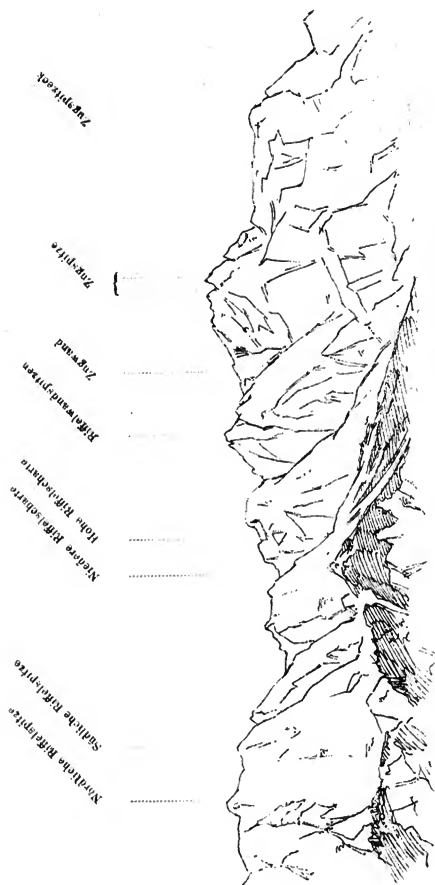 Nördliche Riffelspitze
Südliche Riffelspitze
Niedere Riffelscharte
Hohe Riffelscharte
Riffelwandspitzen
Zugwand
Zugspitze
Zugspitzeck